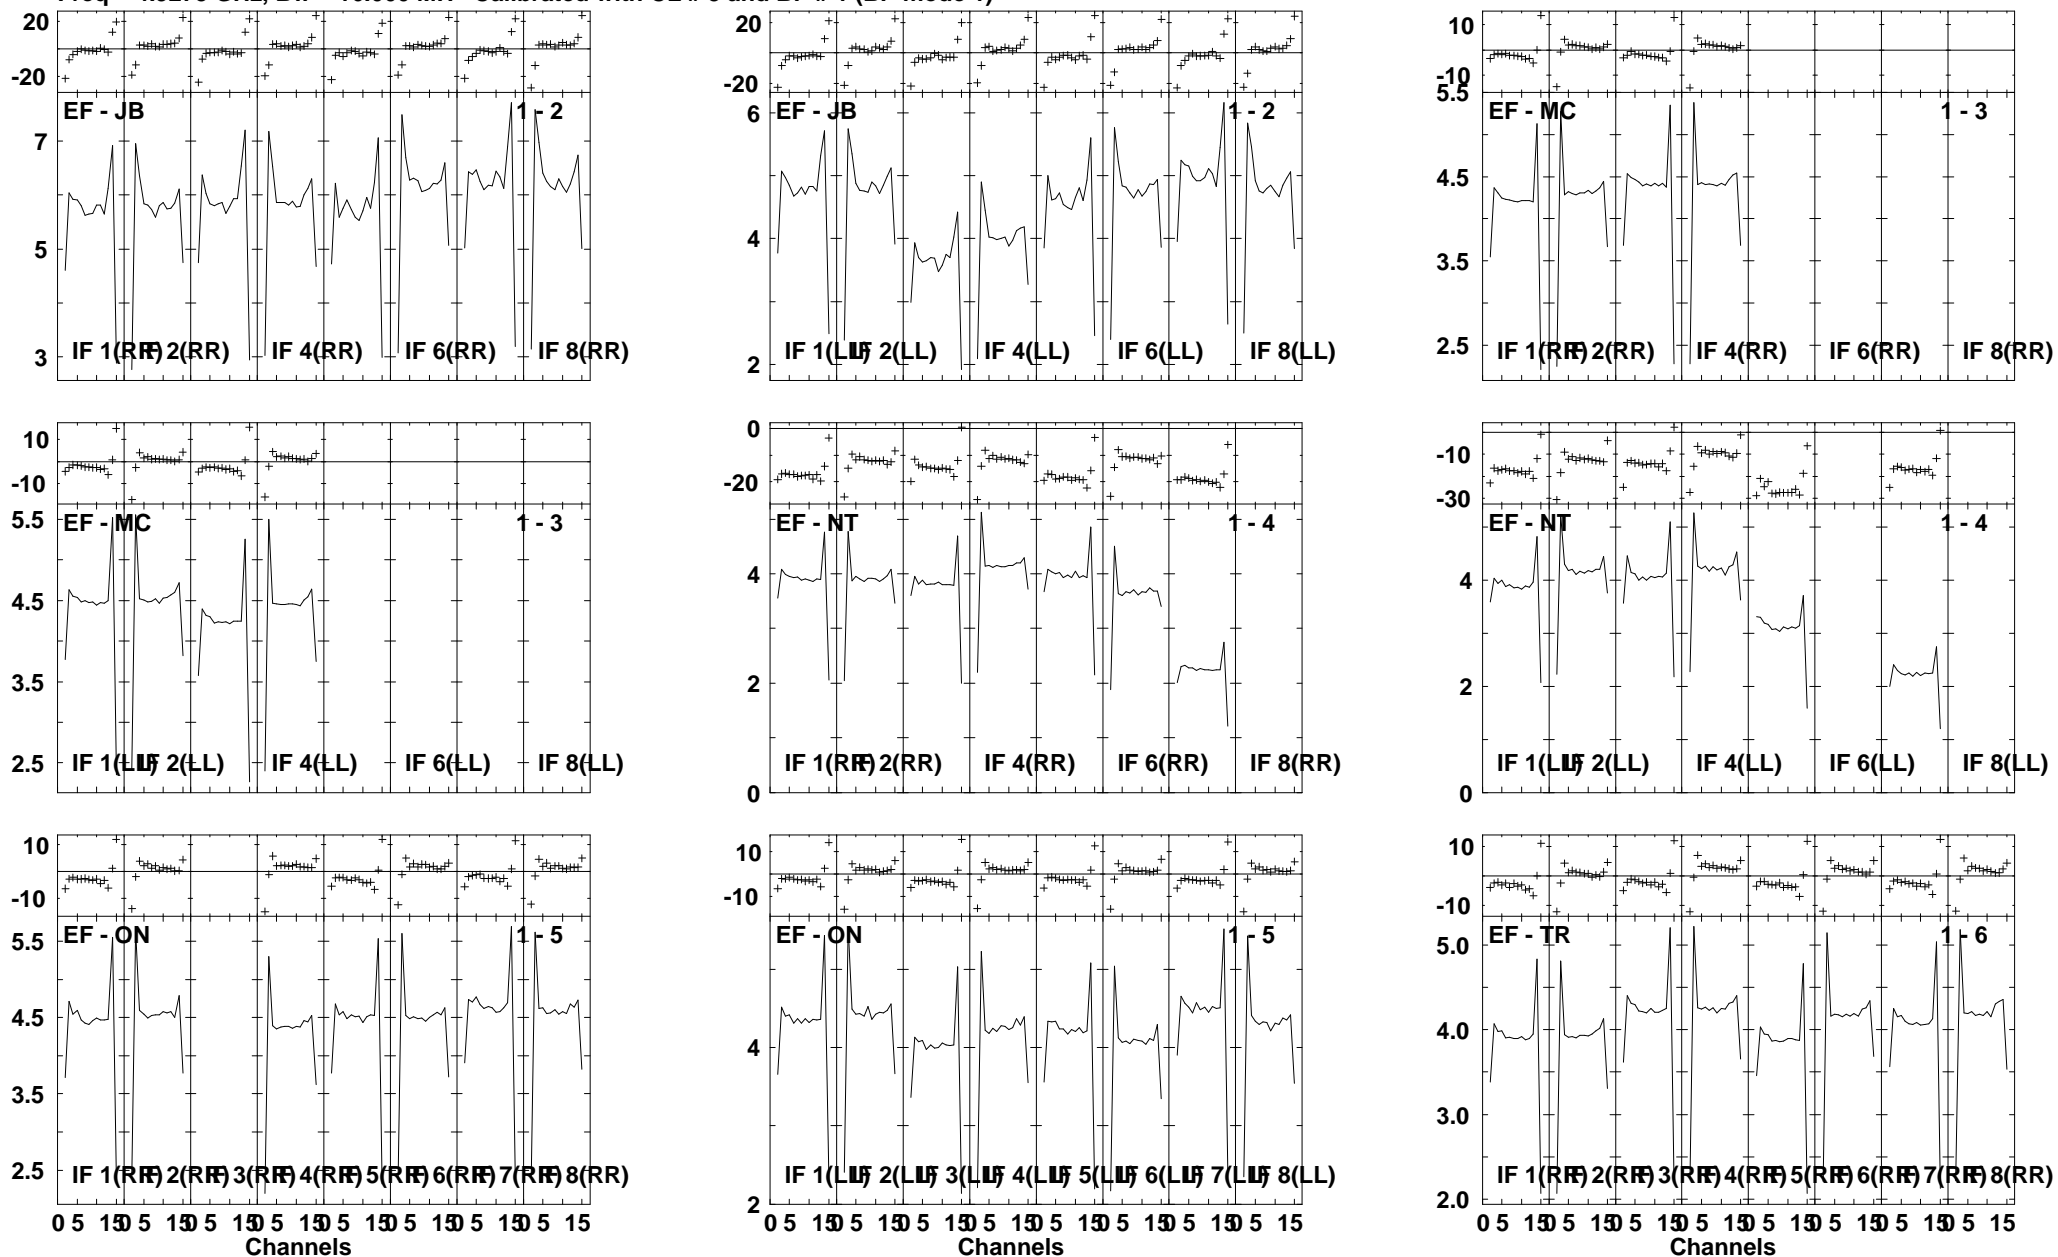 20
-20
EF - JB
1 - 2
7
5
3
IF 1(RR)
IF 2(RR)
IF 4(RR)
IF 6(RR)
IF 8(RR)
20
-20
EF - JB
1 - 2
6
4
2
IF 1(LL)
IF 2(LL)
IF 4(LL)
IF 6(LL)
IF 8(LL)
10
-10
5.5
EF - MC
1 - 3
4.5
3.5
2.5
IF 1(RR)
IF 2(RR)
IF 4(RR)
IF 6(RR)
IF 8(RR)
10
-10
5.5
EF - MC
1 - 3
4.5
3.5
2.5
IF 1(LL)
IF 2(LL)
IF 4(LL)
IF 6(LL)
IF 8(LL)
0
-20
EF - NT
1 - 4
4
2
0
IF 1(RR)
IF 2(RR)
IF 4(RR)
IF 6(RR)
IF 8(RR)
-10
-30
EF - NT
1 - 4
4
2
0
IF 1(LL)
IF 2(LL)
IF 4(LL)
IF 6(LL)
IF 8(LL)
10
-10
5.5
EF - ON
1 - 5
4.5
3.5
2.5
IF 1(RR)
IF 2(RR)
IF 3(RR)
IF 4(RR)
IF 5(RR)
IF 6(RR)
IF 7(RR)
IF 8(RR)
0 5 15 0 5 15 0 5 15 0 5 15 0 5 15 0 5 15 0 5 15 0 5 15
Channels
10
-10
EF - ON
1 - 5
4
2
IF 1(LL)
IF 2(LL)
IF 3(LL)
IF 4(LL)
IF 5(LL)
IF 6(LL)
IF 7(LL)
IF 8(LL)
0 5 15 0 5 15 0 5 15 0 5 15 0 5 15 0 5 15 0 5 15 0 5 15
Channels
10
-10
EF - TR
1 - 6
5.0
4.0
3.0
2.0
IF 1(RR)
IF 2(RR)
IF 3(RR)
IF 4(RR)
IF 5(RR)
IF 6(RR)
IF 7(RR)
IF 8(RR)
0 5 15 0 5 15 0 5 15 0 5 15 0 5 15 0 5 15 0 5 15 0 5 15
Channels